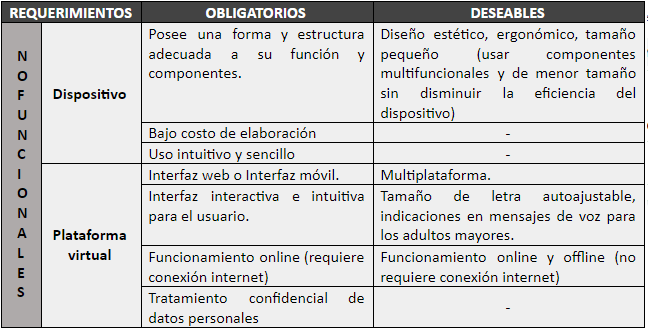 REQUERIMIENTOS OBLIGATORIOS DESEABLES
NO FUNCIONALES
Dispositivo
Posee una forma y estructura
adecuada a su función y
componentes.
Diseño estético, ergonómico, tamaño
pequeño (usar componentes
multifuncionales y de menor tamaño
sin disminuir la eficiencia del
dispositivo)
Bajo costo de elaboración -
Uso intuitivo y sencillo -
Plataforma
virtual
Interfaz web o Interfaz móvil. Multiplataforma.
Interfaz interactiva e intuitiva
para el usuario.
Tamaño de letra autoajustable,
indicaciones en mensajes de voz para
los adultos mayores.
Funcionamiento online (requiere
conexión internet)
Funcionamiento online y offline (no
requiere conexión internet)
Tratamiento confidencial de
datos personales
-